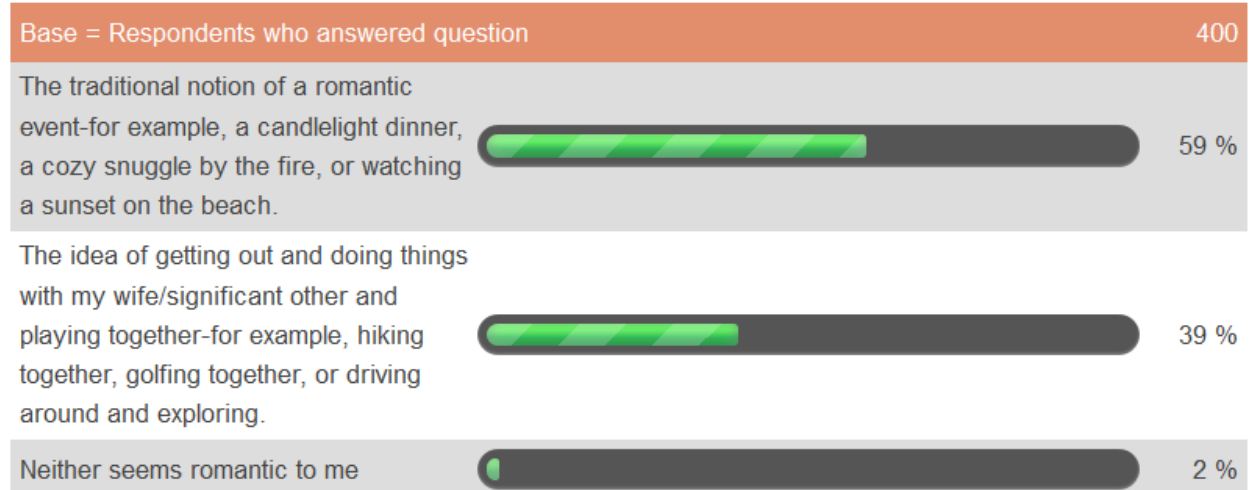 Base = Respondents who answered question 400
The traditional notion of a romantic
event-for example, a candlelight dinner,
a cozy snuggle by the fire, or watching
a sunset on the beach.
59 %
The idea of getting out and doing things
with my wife/significant other and
playing together-for example, hiking
together, golfing together, or driving
around and exploring.
39 %
Neither seems romantic to me 2 %